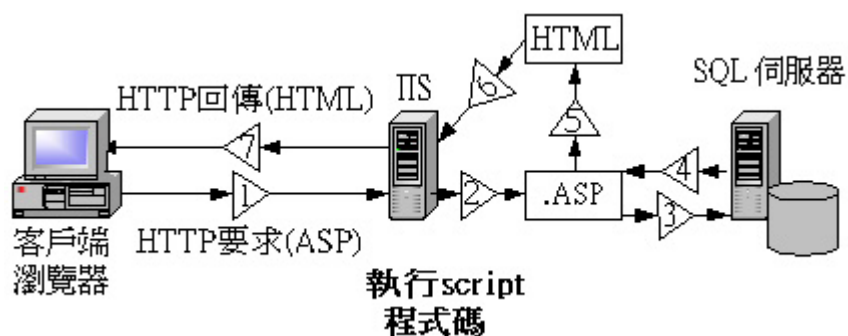 HTML
SQL 伺服器
HTTP回傳(HTML)
IIS
6
7
5
4
1
2
.ASP
3
客戶端
瀏覽器
HTTP要求(ASP)
執行script
程式碼